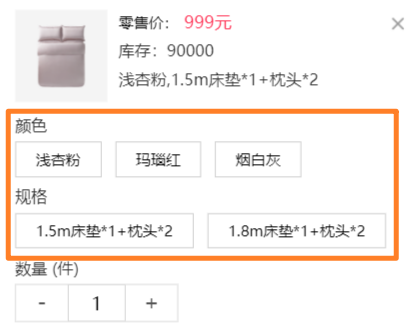 零售价: 999元
库存: 90000
浅杏粉,1.5m床垫*1+枕头*2
颜色
浅杏粉 玛瑙红 烟白灰
规格
1.5m床垫*1+枕头*2 1.8m床垫*1+枕头*2
数量 (件)
- 1 +